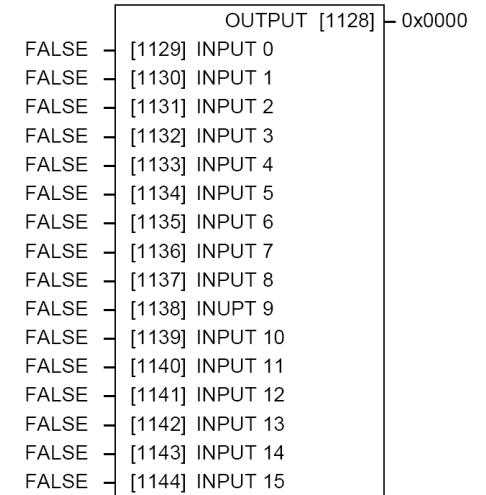 OUTPUT [1128] 0x0000
FALSE [1129] INPUT 0
FALSE [1130] INPUT 1
FALSE [1131] INPUT 2
FALSE [1132] INPUT 3
FALSE [1133] INPUT 4
FALSE [1134] INPUT 5
FALSE [1135] INPUT 6
FALSE [1136] INPUT 7
FALSE [1137] INPUT 8
FALSE [1138] INUPT 9
FALSE [1139] INPUT 10
FALSE [1140] INPUT 11
FALSE [1141] INPUT 12
FALSE [1142] INPUT 13
FALSE [1143] INPUT 14
FALSE [1144] INPUT 15